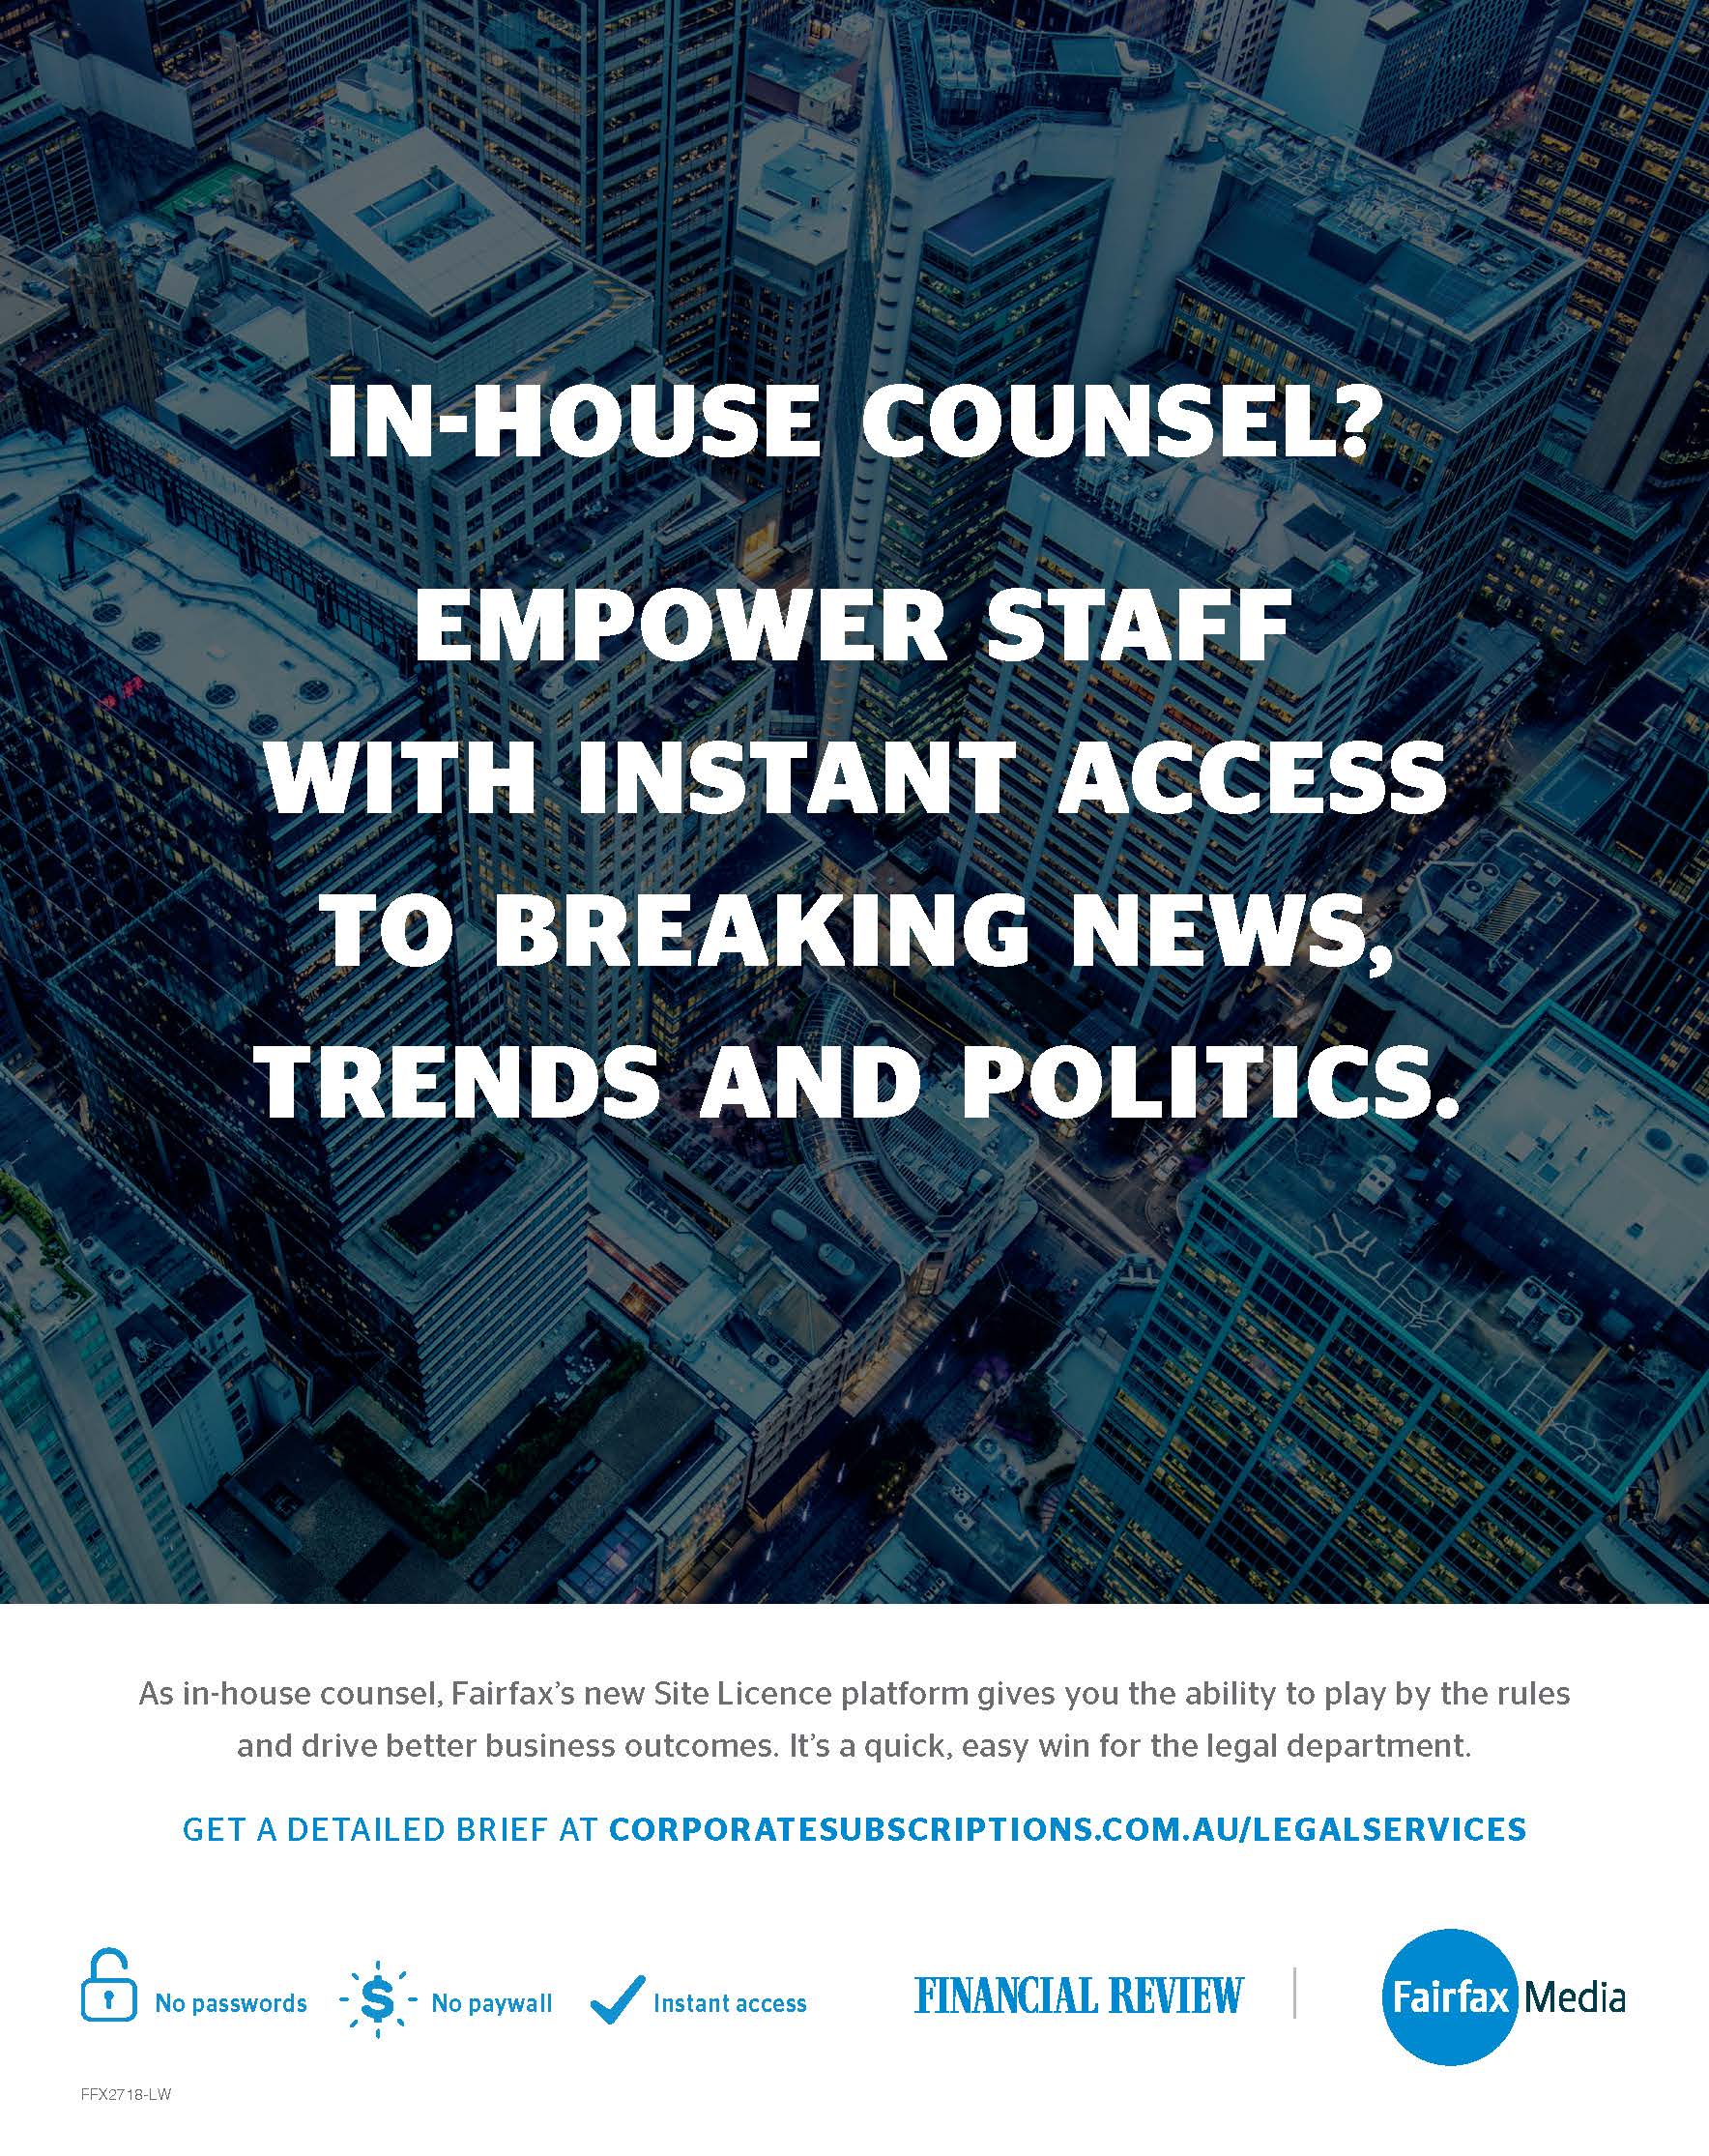 IN-HOUSE COUNSEL?
EMPOWER STAFF
WITH INSTANT ACCESS
TO BREAKING NEWS,
TRENDS AND POLITICS.
As in-house counsel, Fairfax’s new Site Licence platform gives you the ability to play by the rules
and drive better business outcomes. It’s a quick, easy win for the legal department.
GET A DETAILED BRIEF AT CORPORATESUBSCRIPTIONS.COM.AU/LEGALSERVICES
No passwords $ No paywall Instant access FINANCIAL REVIEW Fairfax Media
FFX2718-LW